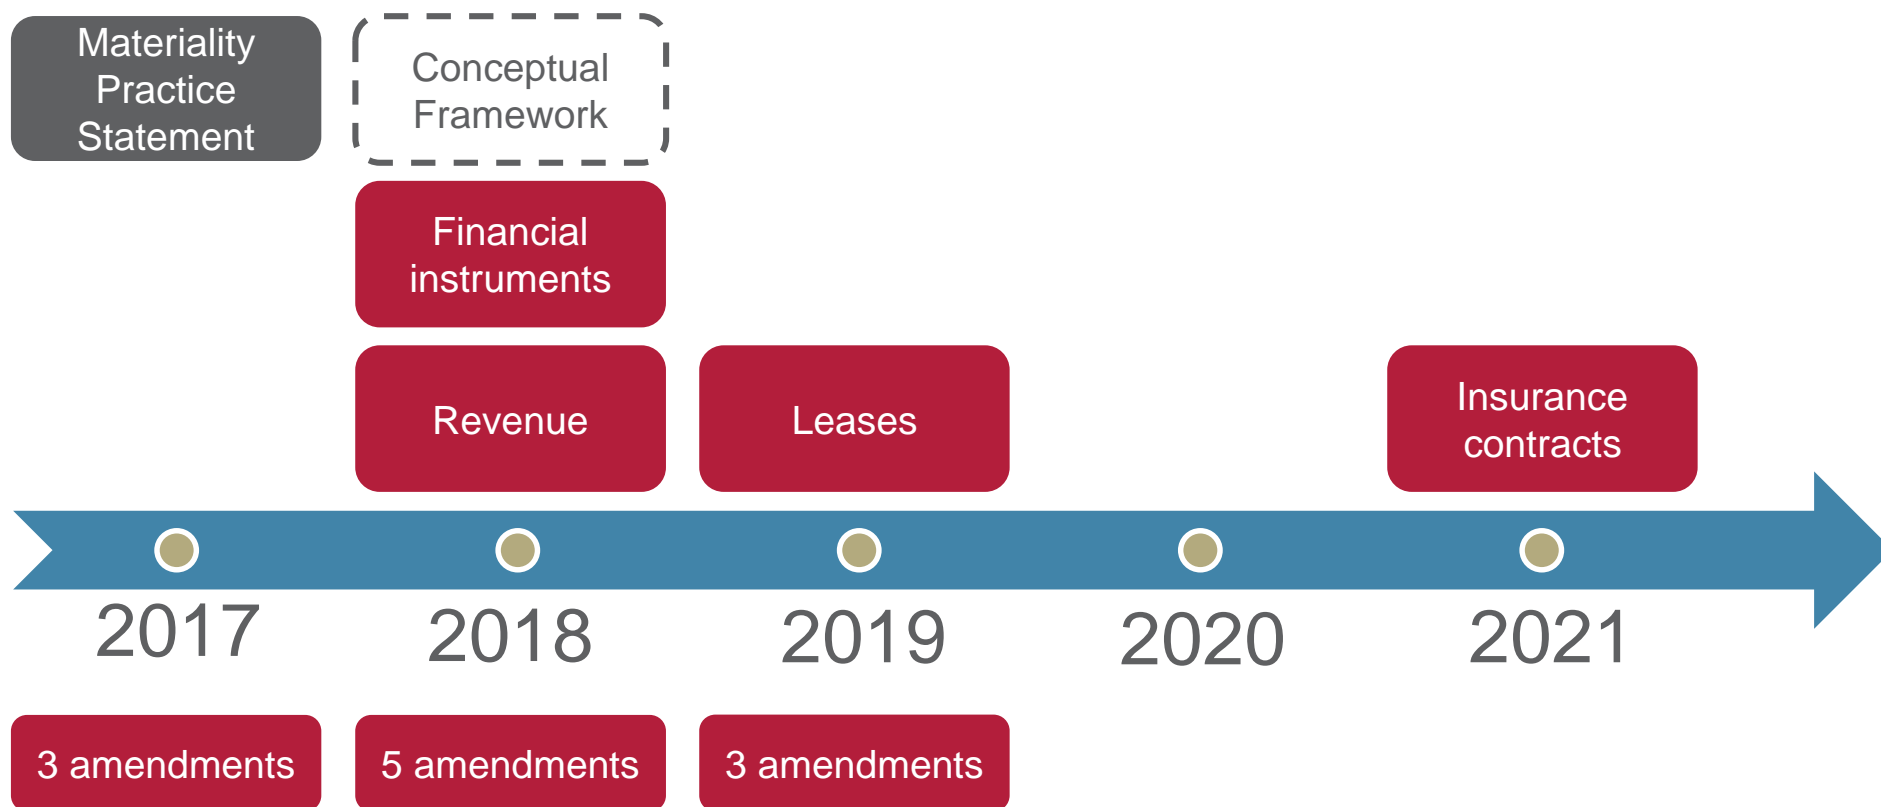 Materiality
Practice
Statement
Conceptual
Framework
Financial
instruments
Revenue
Leases
Insurance
contracts
2017
2018
2019
2020
2021
3 amendments
5 amendments
3 amendments